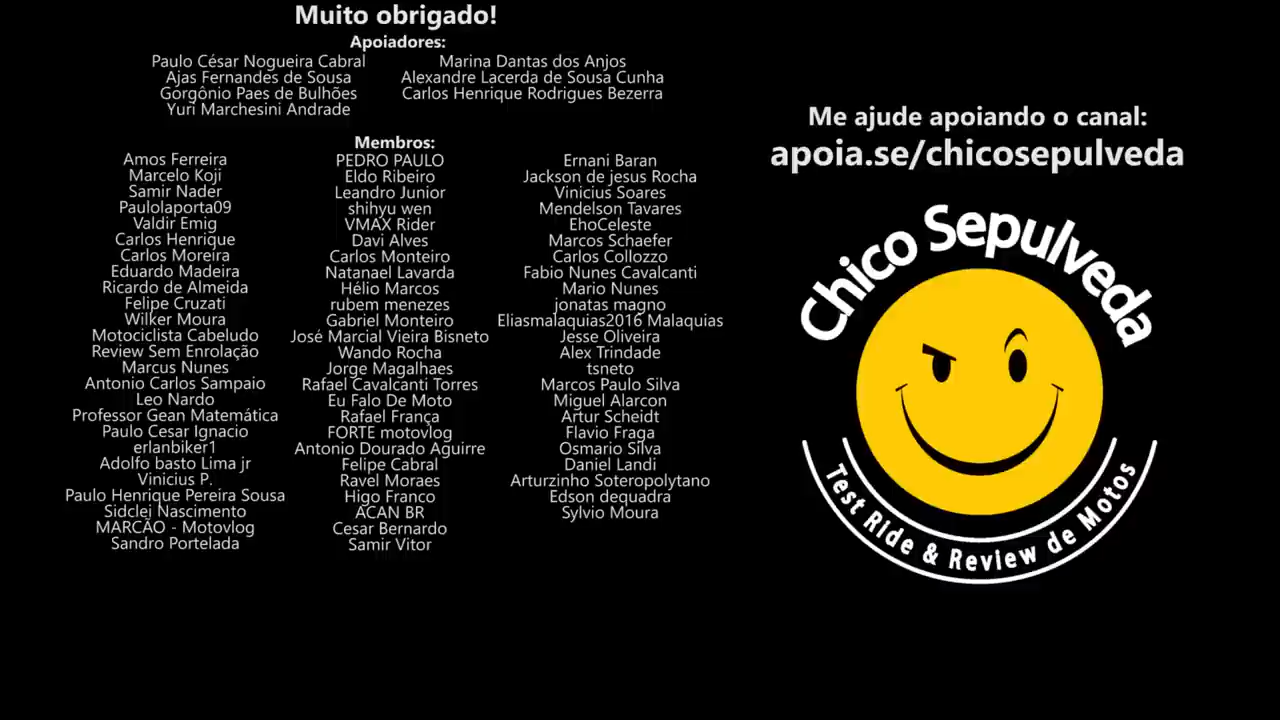 Muito obrigado!
Apoiadores:
Paulo César Nogueira Cabral
Ajas Fernandes de Sousa
Gorgônio Paes de Bulhões
Yuri Marchesini Andrade
Marina Dantas dos Anjos
Alexandre Lacerda de Sousa Cunha
Carlos Henrique Rodrigues Bezerra
Membros:
Amos Ferreira
Marcelo Koji
Samir Nader
Paulolaporta09
Valdir Emig
Carlos Henrique
Carlos Moreira
Eduardo Madeira
Ricardo de Almeida
Felipe Cruzati
Wilker Moura
Motociclista Cabeludo
Review Sem Enrolação
Marcus Nunes
Antonio Carlos Sampaio
Leo Nardo
Professor Gean Matemática
Paulo Cesar Ignacio
erlanbiker1
Adolfo basto Lima jr
Vinicius P.
Paulo Henrique Pereira Sousa
Sidclei Nascimento
MARCÃO - Motovlog
Sandro Portelada
PEDRO PAULO
Eldo Ribeiro
Leandro Junior
shihyu wen
VMAX Rider
Davi Alves
Carlos Monteiro
Natanael Lavarda
Hélio Marcos
rubem menezes
Gabriel Monteiro
José Marcial Vieira Bisneto
Wando Rocha
Jorge Magalhaes
Rafael Cavalcanti Torres
Eu Falo De Moto
Rafael França
FORTE motovlog
Antonio Dourado Aguirre
Felipe Cabral
Ravel Moraes
Higo Franco
ACAN BR
Cesar Bernardo
Samir Vitor
Ernani Baran
Jackson de jesus Rocha
Vinicius Soares
Mendelson Tavares
EhoCeleste
Marcos Schaefer
Carlos Collozzo
Fabio Nunes Cavalcanti
Mario Nunes
jonatas magno
Eliasmalaquias2016 Malaquias
Jesse Oliveira
Alex Trindade
tsneto
Marcos Paulo Silva
Miguel Alarcon
Artur Scheidt
Flavio Fraga
Osmario Silva
Daniel Landi
Arturzinho Soteropolytano
Edson dequadra
Sylvio Moura
Me ajude apoiando o canal:
apoia.se/chicosepulveda
Chico Sepulveda
Test Ride & Review de Motos